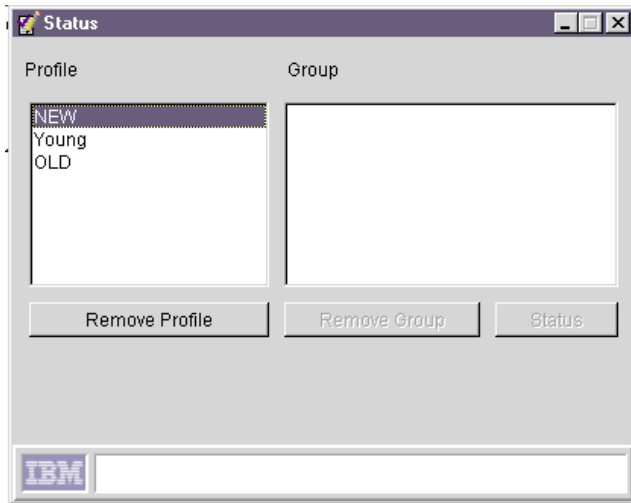 Status
Profile Group
NEW
Young
OLD
Remove Profile Remove Group Status
IBM